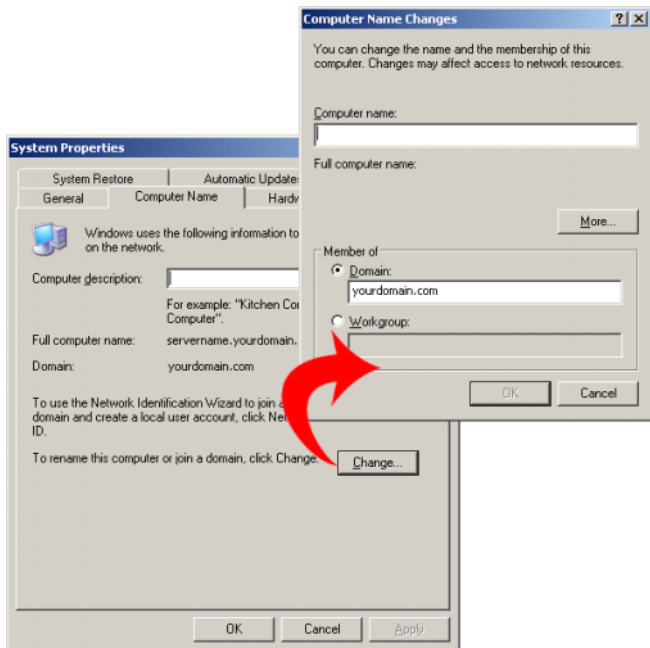 Computer Name Changes
You can change the name and the membership of this
computer. Changes may affect access to network resources.
Computer name:
Full computer name:
More...
Member of
Domain:
yourdomain.com
Workgroup:
OK
Cancel
System Properties
System Restore
Automatic Update
General
Computer Name
Hardw
Windows uses the following information to
on the network.
Computer description:
For example: "Kitchen Co
Computer".
Full computer name:
servername.yourdomain.
Domain:
yourdomain.com
To use the Network Identification Wizard to join a
domain and create a local user account, click Ne
ID.
To rename this computer or join a domain, click Change.
Change...
OK
Cancel
Apply